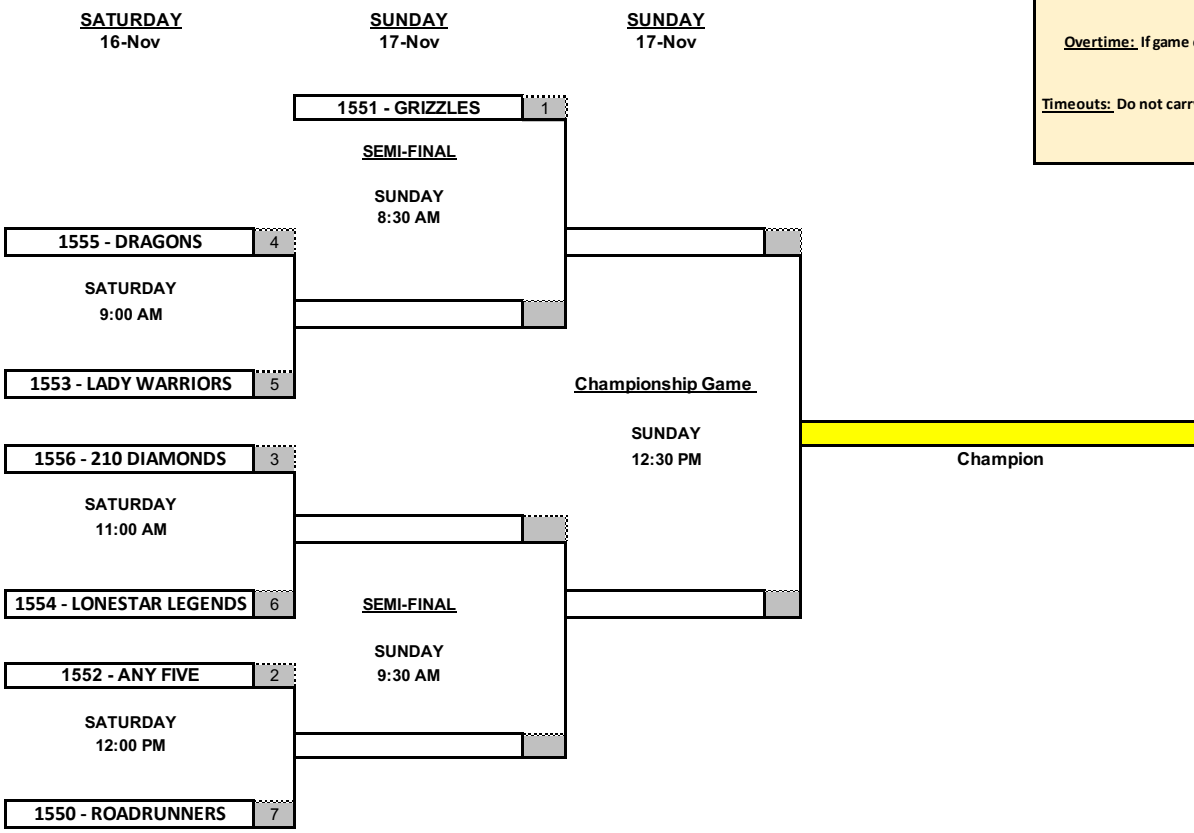 SATURDAY
16-Nov
SUNDAY
17-Nov
SUNDAY
17-Nov
Overtime: If game
Timeouts: Do not carr
1551 - GRIZZLES 1
SEMI-FINAL
SUNDAY
8:30 AM
1555 - DRAGONS 4
SATURDAY
9:00 AM
1553 - LADY WARRIORS 5
Championship Game
SUNDAY
12:30 PM
Champion
1556 - 210 DIAMONDS 3
SATURDAY
11:00 AM
1554 - LONESTAR LEGENDS 6
SEMI-FINAL
SUNDAY
9:30 AM
1552 - ANY FIVE 2
SATURDAY
12:00 PM
1550 - ROADRUNNERS 7